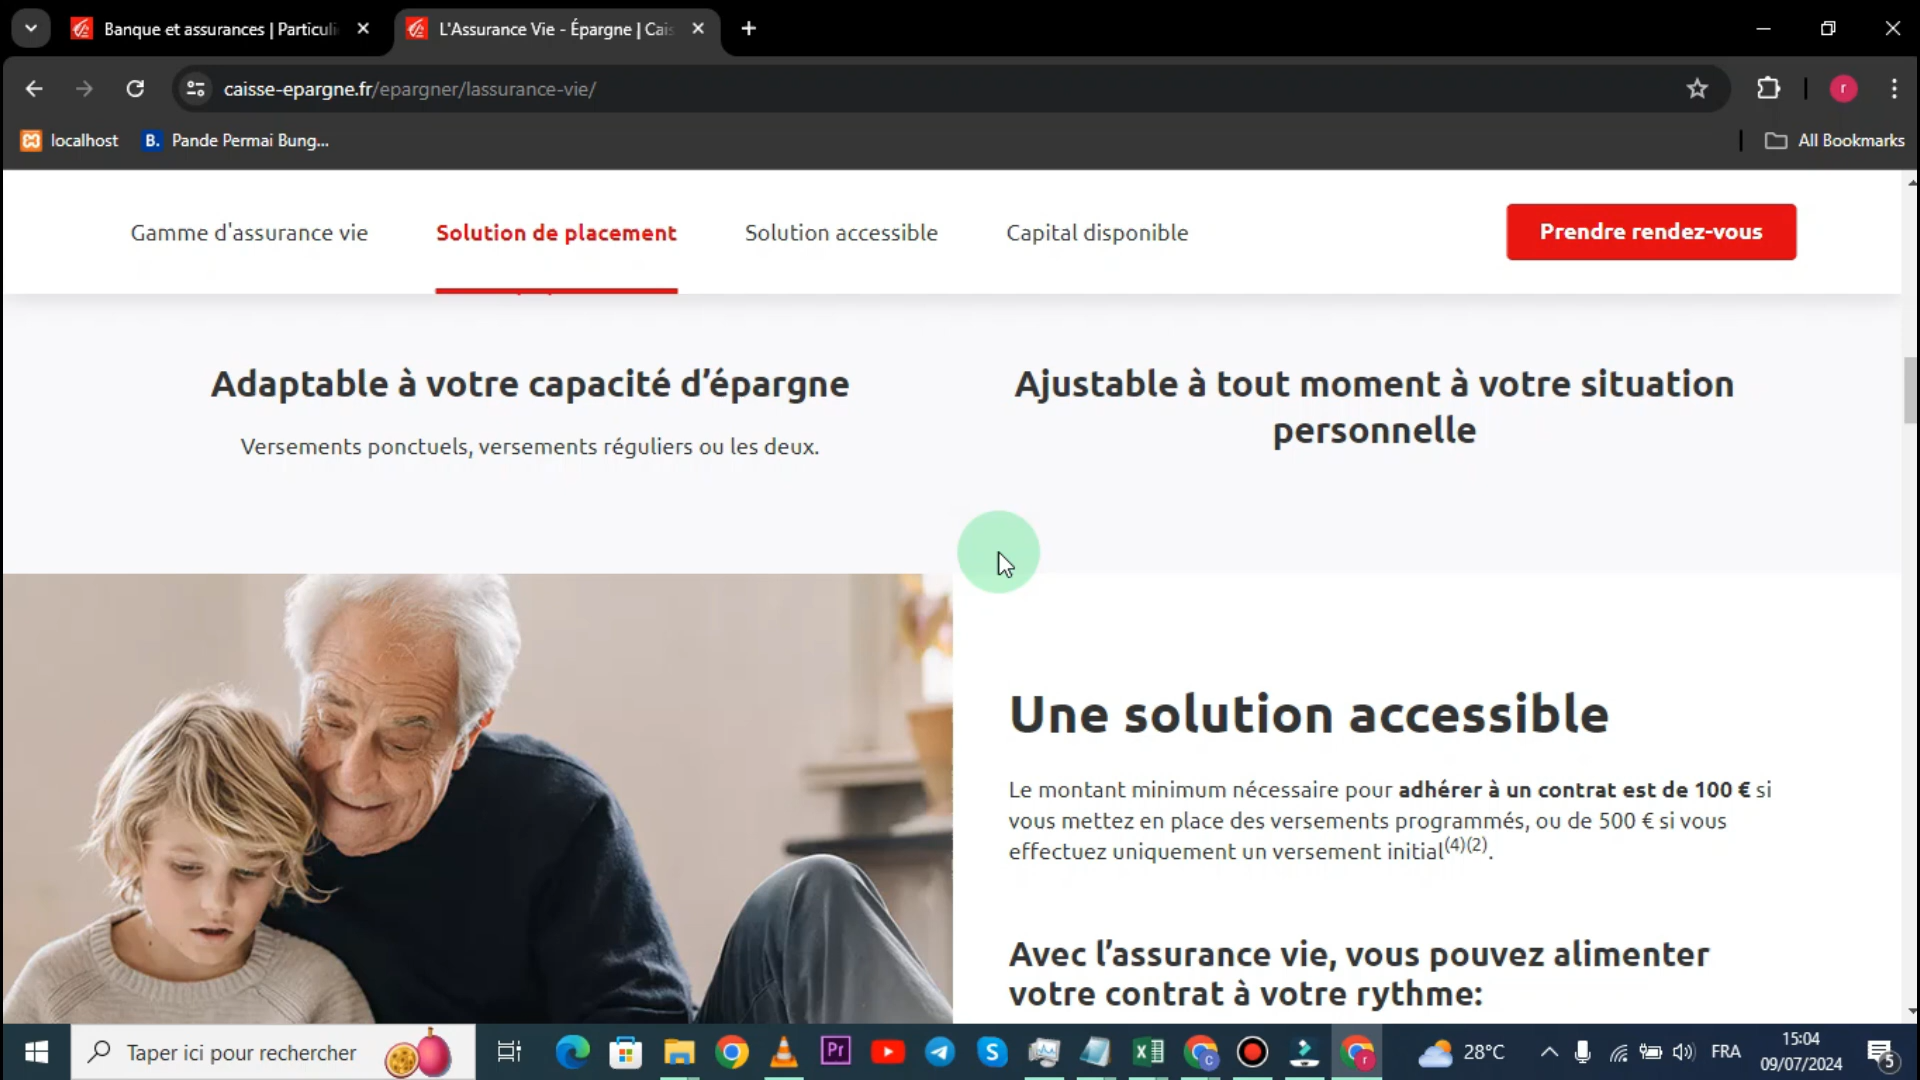 Banque et assurances | Particuli
L'Assurance Vie - Épargne | Cais
caisse-epargne.fr/epargner/lassurance-vie/
r
localhost
B. Pande Permai Bung...
All Bookmarks
Gamme d'assurance vie
Solution de placement
Solution accessible
Capital disponible
Prendre rendez-vous
Adaptable à votre capacité d’épargne
Versements ponctuels, versements réguliers ou les deux.
Ajustable à tout moment à votre situation
personnelle
Une solution accessible
Le montant minimum nécessaire pour adhérer à un contrat est de 100 € si
vous mettez en place des versements programmés, ou de 500 € si vous
effectuez uniquement un versement initial(4)(2).
Avec l’assurance vie, vous pouvez alimenter
votre contrat à votre rythme:
Taper ici pour rechercher
Pr
28°C
FRA
15:04
09/07/2024
5